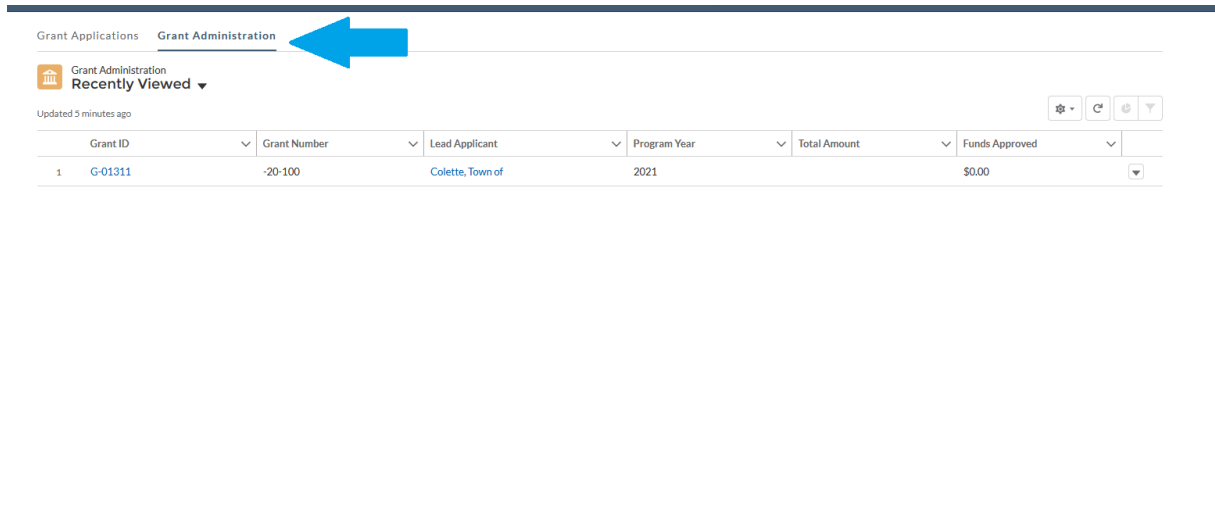 Grant Applications Grant Administration
Grant Administration
Recently Viewed
Updated 5 minutes ago
Grant ID Grant Number Lead Applicant Program Year Total Amount Funds Approved
1 G-01311 -20-100 Colette, Town of 2021 $0.00